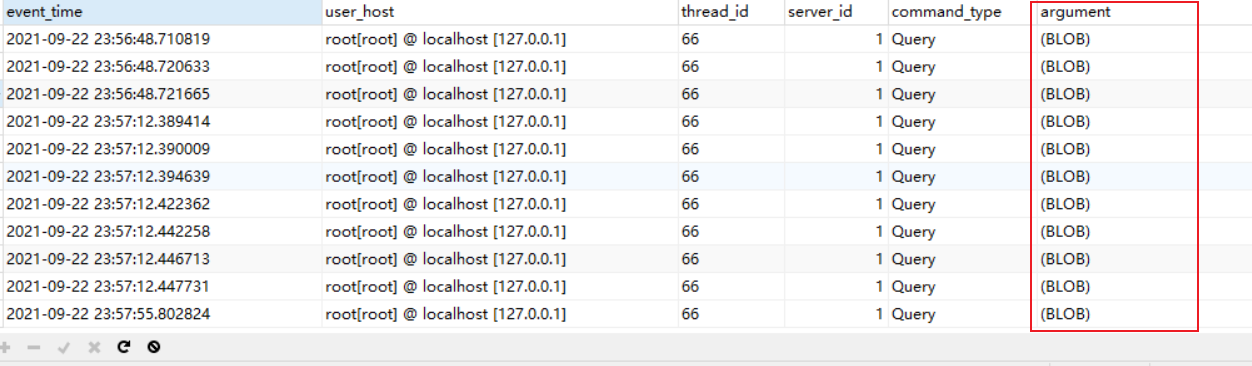 event_time user_host thread_id server_id command_type argument
2021-09-22 23:56:48.710819 root[root] @ localhost [127.0.0.1] 66 1 Query (BLOB)
2021-09-22 23:56:48.720633 root[root] @ localhost [127.0.0.1] 66 1 Query (BLOB)
2021-09-22 23:56:48.721665 root[root] @ localhost [127.0.0.1] 66 1 Query (BLOB)
2021-09-22 23:57:12.389414 root[root] @ localhost [127.0.0.1] 66 1 Query (BLOB)
2021-09-22 23:57:12.390009 root[root] @ localhost [127.0.0.1] 66 1 Query (BLOB)
2021-09-22 23:57:12.394639 root[root] @ localhost [127.0.0.1] 66 1 Query (BLOB)
2021-09-22 23:57:12.422362 root[root] @ localhost [127.0.0.1] 66 1 Query (BLOB)
2021-09-22 23:57:12.442258 root[root] @ localhost [127.0.0.1] 66 1 Query (BLOB)
2021-09-22 23:57:12.446713 root[root] @ localhost [127.0.0.1] 66 1 Query (BLOB)
2021-09-22 23:57:12.447731 root[root] @ localhost [127.0.0.1] 66 1 Query (BLOB)
2021-09-22 23:57:55.802824 root[root] @ localhost [127.0.0.1] 66 1 Query (BLOB)